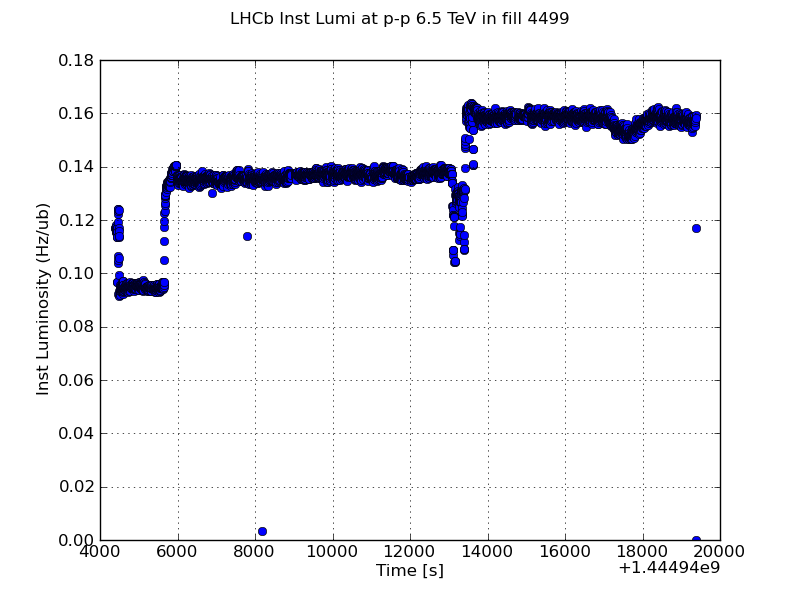 LHCb Inst Lumi at p-p 6.5 TeV in fill 4499
0.18
0.16
0.14
0.12
0.10
0.08
0.06
0.04
0.02
0.00
Inst Luminosity (Hz/ub)
4000 6000 8000 10000 12000 14000 16000 18000 20000
Time [s]
+1.44494e9